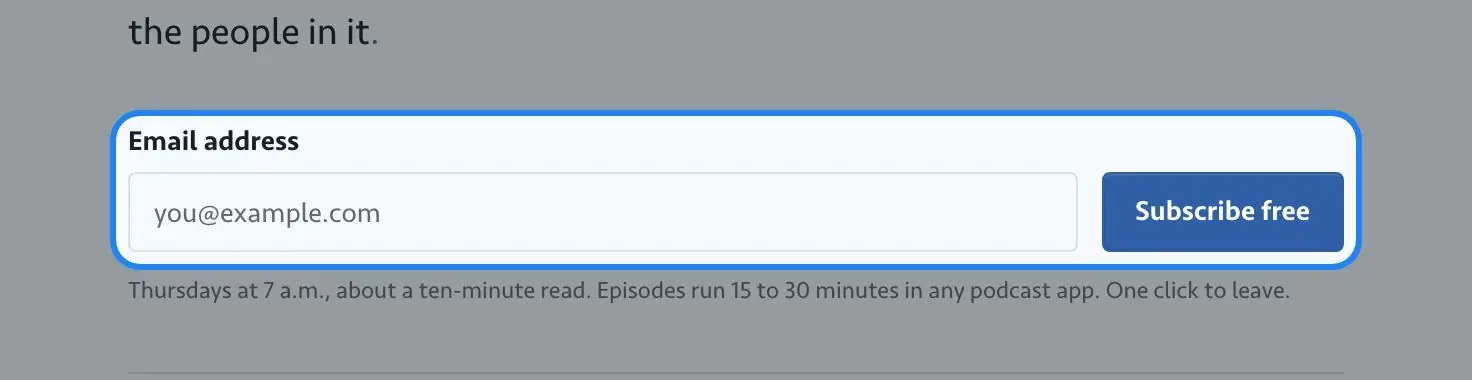 the people in it.
Email address
you@example.com
Subscribe free
Thursdays at 7 a.m., about a ten-minute read. Episodes run 15 to 30 minutes in any podcast app. One click to leave.